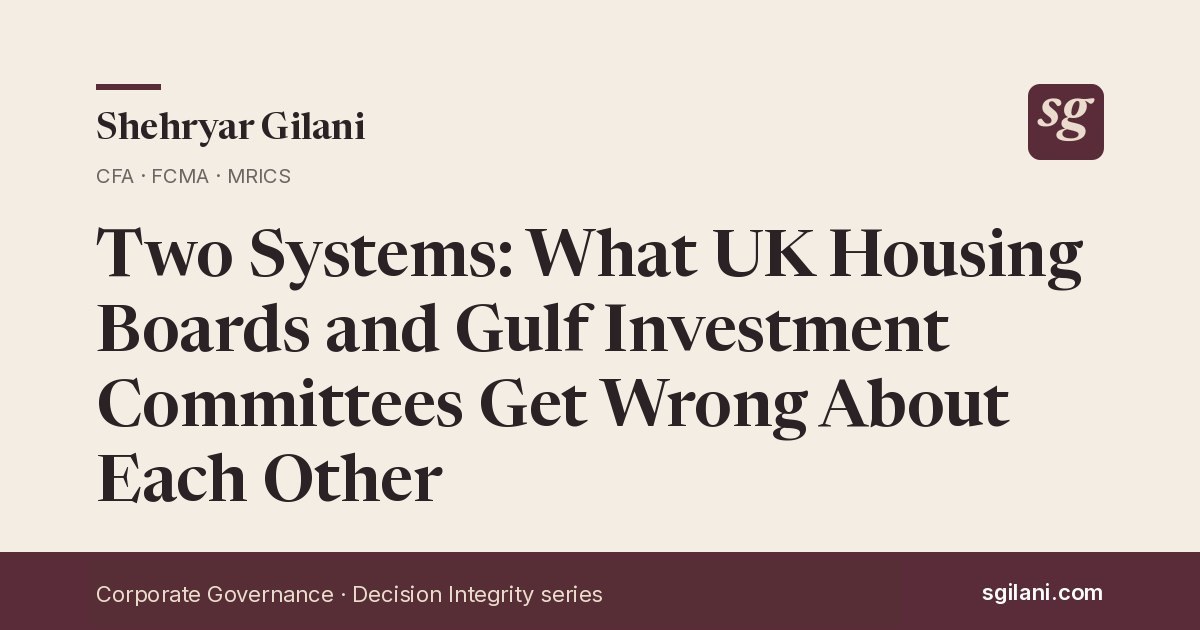 Shehryar Gilani
sg
CFA · FCMA · MRICS
Two Systems: What UK Housing
Boards and Gulf Investment
Committees Get Wrong About
Each Other
Corporate Governance · Decision Integrity series
sgilani.com